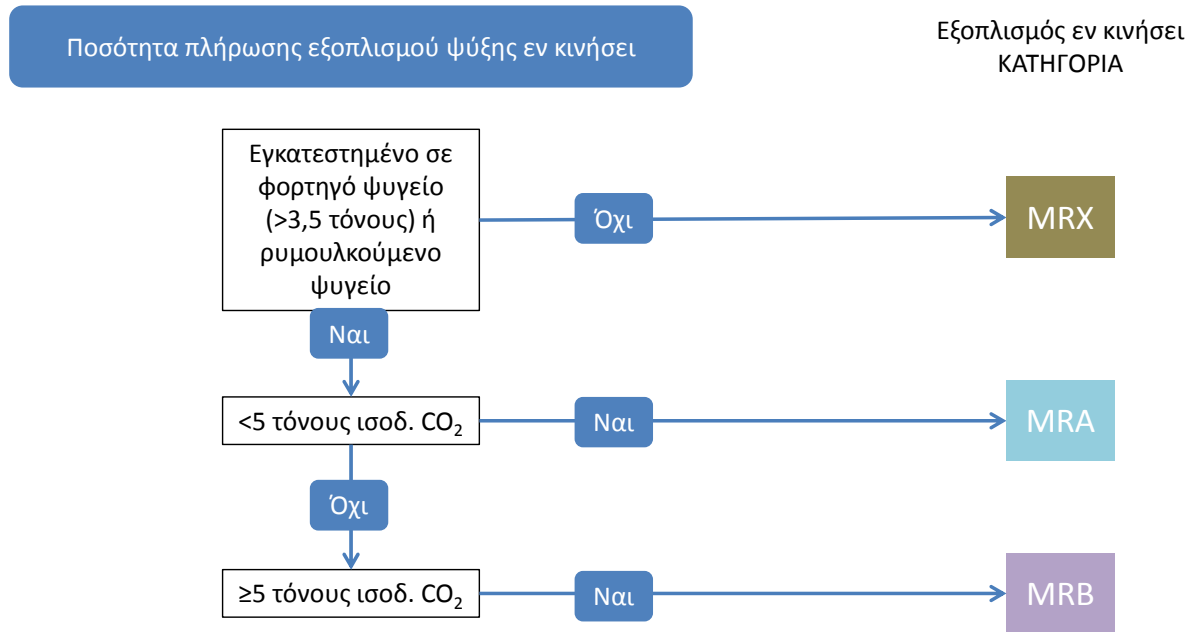 Ποσότητα πλήρωσης εξοπλισμού ψύξης εν κινήσει
Εξοπλισμός εν κινήσει
ΚΑΤΗΓΟΡΙΑ
Εγκατεστημένο σε
φορτηγό ψυγείο
(>3,5 τόνους) ή
ρυμουλκούμενο
ψυγείο
Όχι
MRX
Ναι
<5 τόνους ισοδ. CO₂
Ναι
MRA
Όχι
≥5 τόνους ισοδ. CO₂
Ναι
MRB